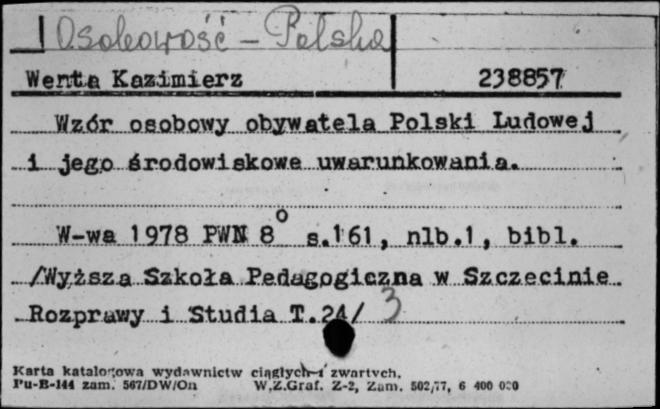 Osobowość - Polska
Wenta Kazimierz 238857
Wzór osobowy obywatela Polski Ludowej
i jego środowiskowe uwarunkowania.
W-wa 1978 PWN 8° s.161, nlb.1, bibl.
/Wyższa Szkoła Pedagogiczna w Szczecinie
Rozprawy i Studia T.24/ 3
Karta katalogowa wydawnictw ciągłych i zwartych.
Pu-B-144 zam. 567/DW/On W.Z.Graf. Z-2, Zam. 502/77, 6 400 000